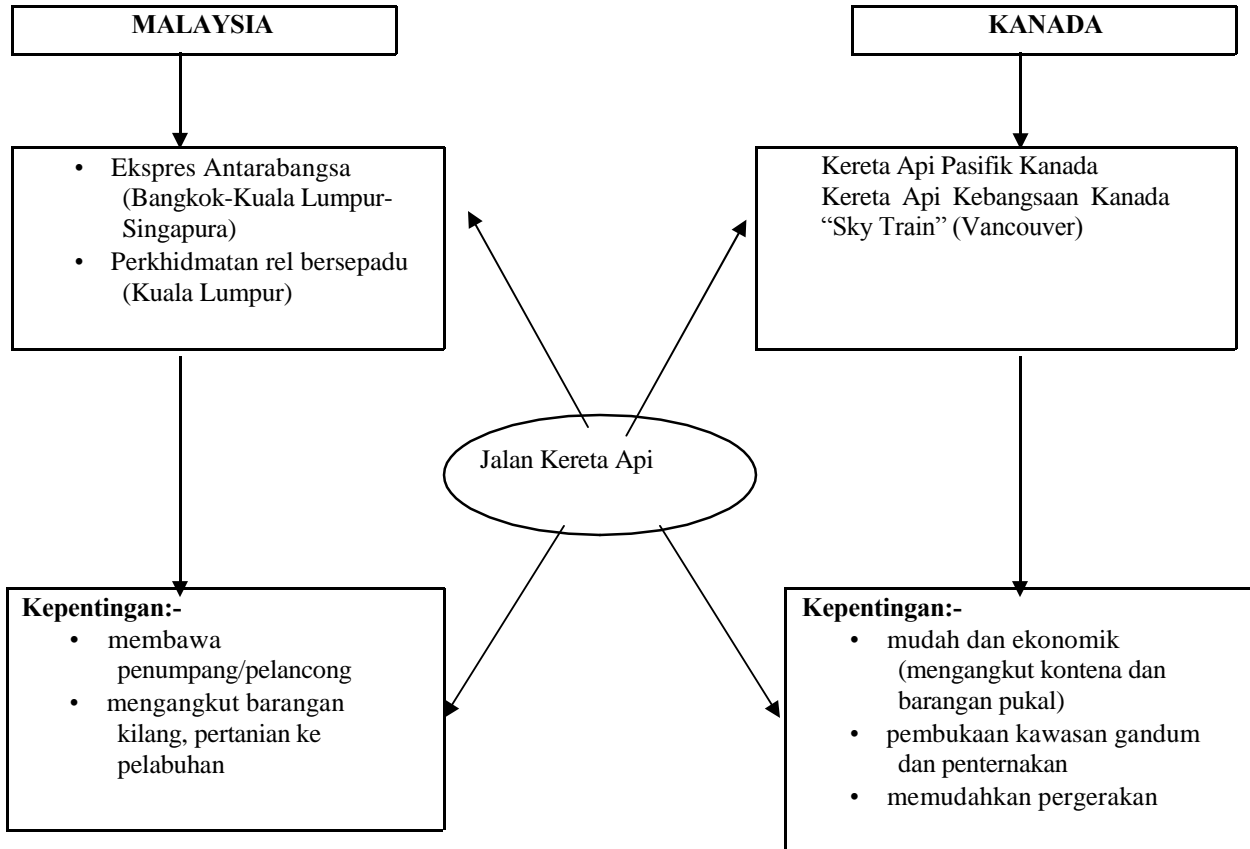 MALAYSIA
KANADA
• Ekspres Antarabangsa
(Bangkok-Kuala Lumpur-
Singapura)
• Perkhidmatan rel bersepadu
(Kuala Lumpur)
Kereta Api Pasifik Kanada
Kereta Api Kebangsaan Kanada
“Sky Train” (Vancouver)
Jalan Kereta Api
Kepentingan:-
• membawa
penumpang/pelancong
• mengangkut barangan
kilang, pertanian ke
pelabuhan
Kepentingan:-
• mudah dan ekonomik
(mengangkut kontena dan
barangan pukal)
• pembukaan kawasan gandum
dan penternakan
• memudahkan pergerakan